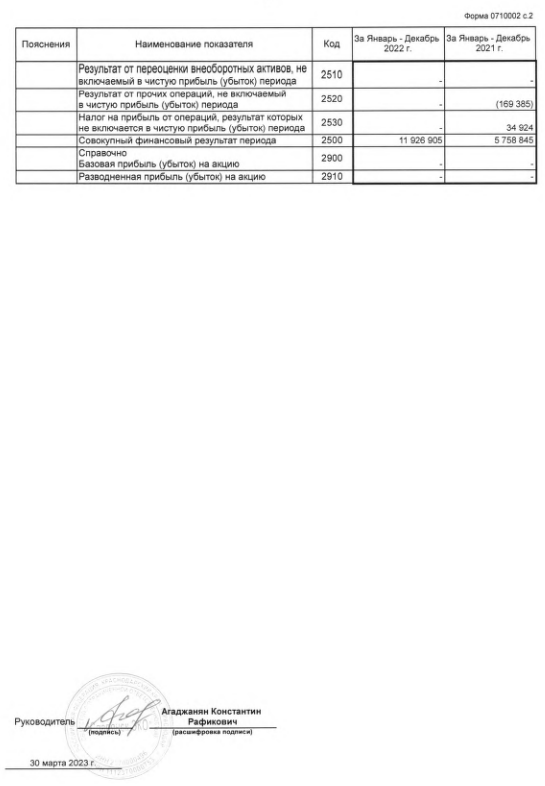 Форма 0710002 с.2
Пояснения Наименование показателя Код За Январь - Декабрь 2022 г. За Январь - Декабрь 2021 г.
Результат от переоценки внеоборотных активов, не
включаемый в чистую прибыль (убыток) периода 2510 - -
Результат от прочих операций, не включаемый
в чистую прибыль (убыток) периода 2520 - (169 385)
Налог на прибыль от операций, результат которых
не включается в чистую прибыль (убыток) периода 2530 - 34 924
Совокупный финансовый результат периода 2500 11 926 905 5 758 845
Справочно
Базовая прибыль (убыток) на акцию 2900 - -
Разводненная прибыль (убыток) на акцию 2910 - -
Агаджанян Константин
Руководитель Рафикович
(подпись) (расшифровка подписи)
30 марта 2023 г.